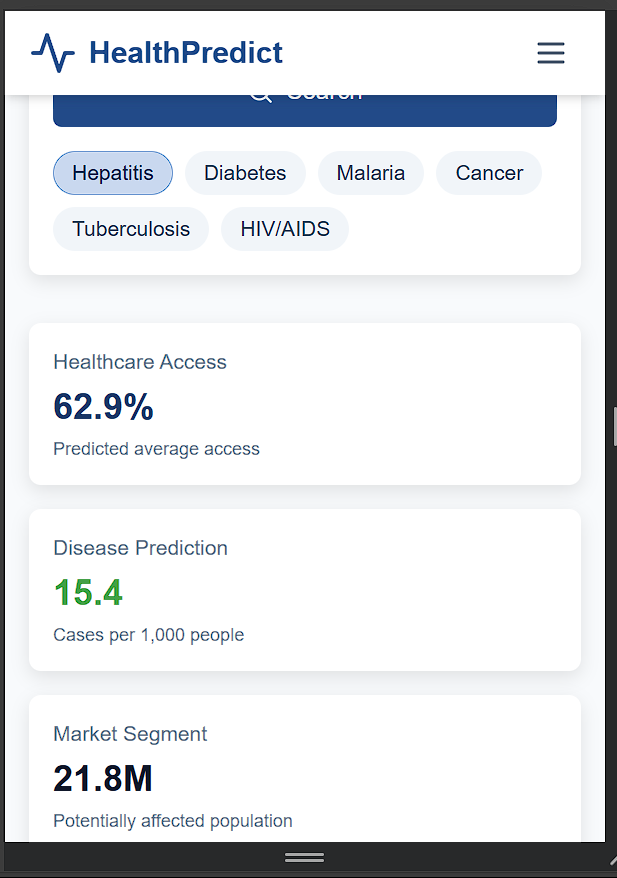 HealthPredict
Search
Hepatitis Diabetes Malaria Cancer
Tuberculosis HIV/AIDS
Healthcare Access
62.9%
Predicted average access
Disease Prediction
15.4
Cases per 1,000 people
Market Segment
21.8M
Potentially affected population